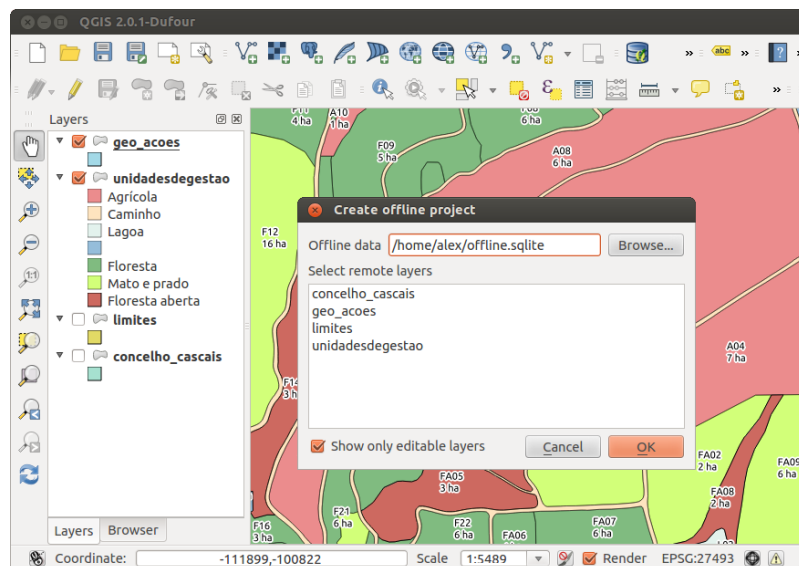 QGIS 2.0.1-Dufour
abc
Layers
geo_acoes
unidadesdegestao
Agrícola
Caminho
Lagoa
Floresta
Mato e prado
Floresta aberta
limites
concelho_cascais
Layers
Browser
4 ha
A10
1 ha
F09
5 ha
6 ha
A08
6 ha
F12
16 ha
A04
7 ha
Create offline project
Offline data
/home/alex/offline.sqlite
Browse...
Select remote layers
concelho_cascais
geo_acoes
limites
unidadesdegestao
Show only editable layers
Cancel
OK
FA05
3 ha
FA02
2 ha
FA09
6 ha
FA08
2 ha
F16
3 ha
F21
6 ha
F22
6 ha
FA06
FA07
6 ha
Coordinate:
-111899,-100822
Scale
1:5489
Render
EPSG:27493